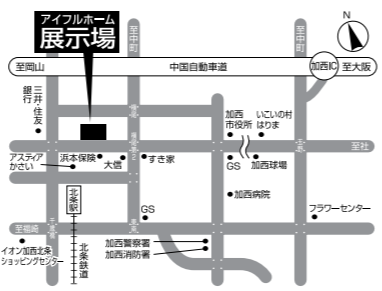 アイフルホーム
展示場
N
至中町
至中町
至岡山
中国自動車道
加西IC
至大阪
三井・住友
銀行
加西
市役所
いこいの村
はりま
至社
アスティア
かさい
浜本保険
大信
すき家
GS
加西球場
北条駅
加西病院
フラワーセンター
GS
至福崎
イオン加西北条
ショッピングセンター
北条鉄道
加西警察署
加西消防署